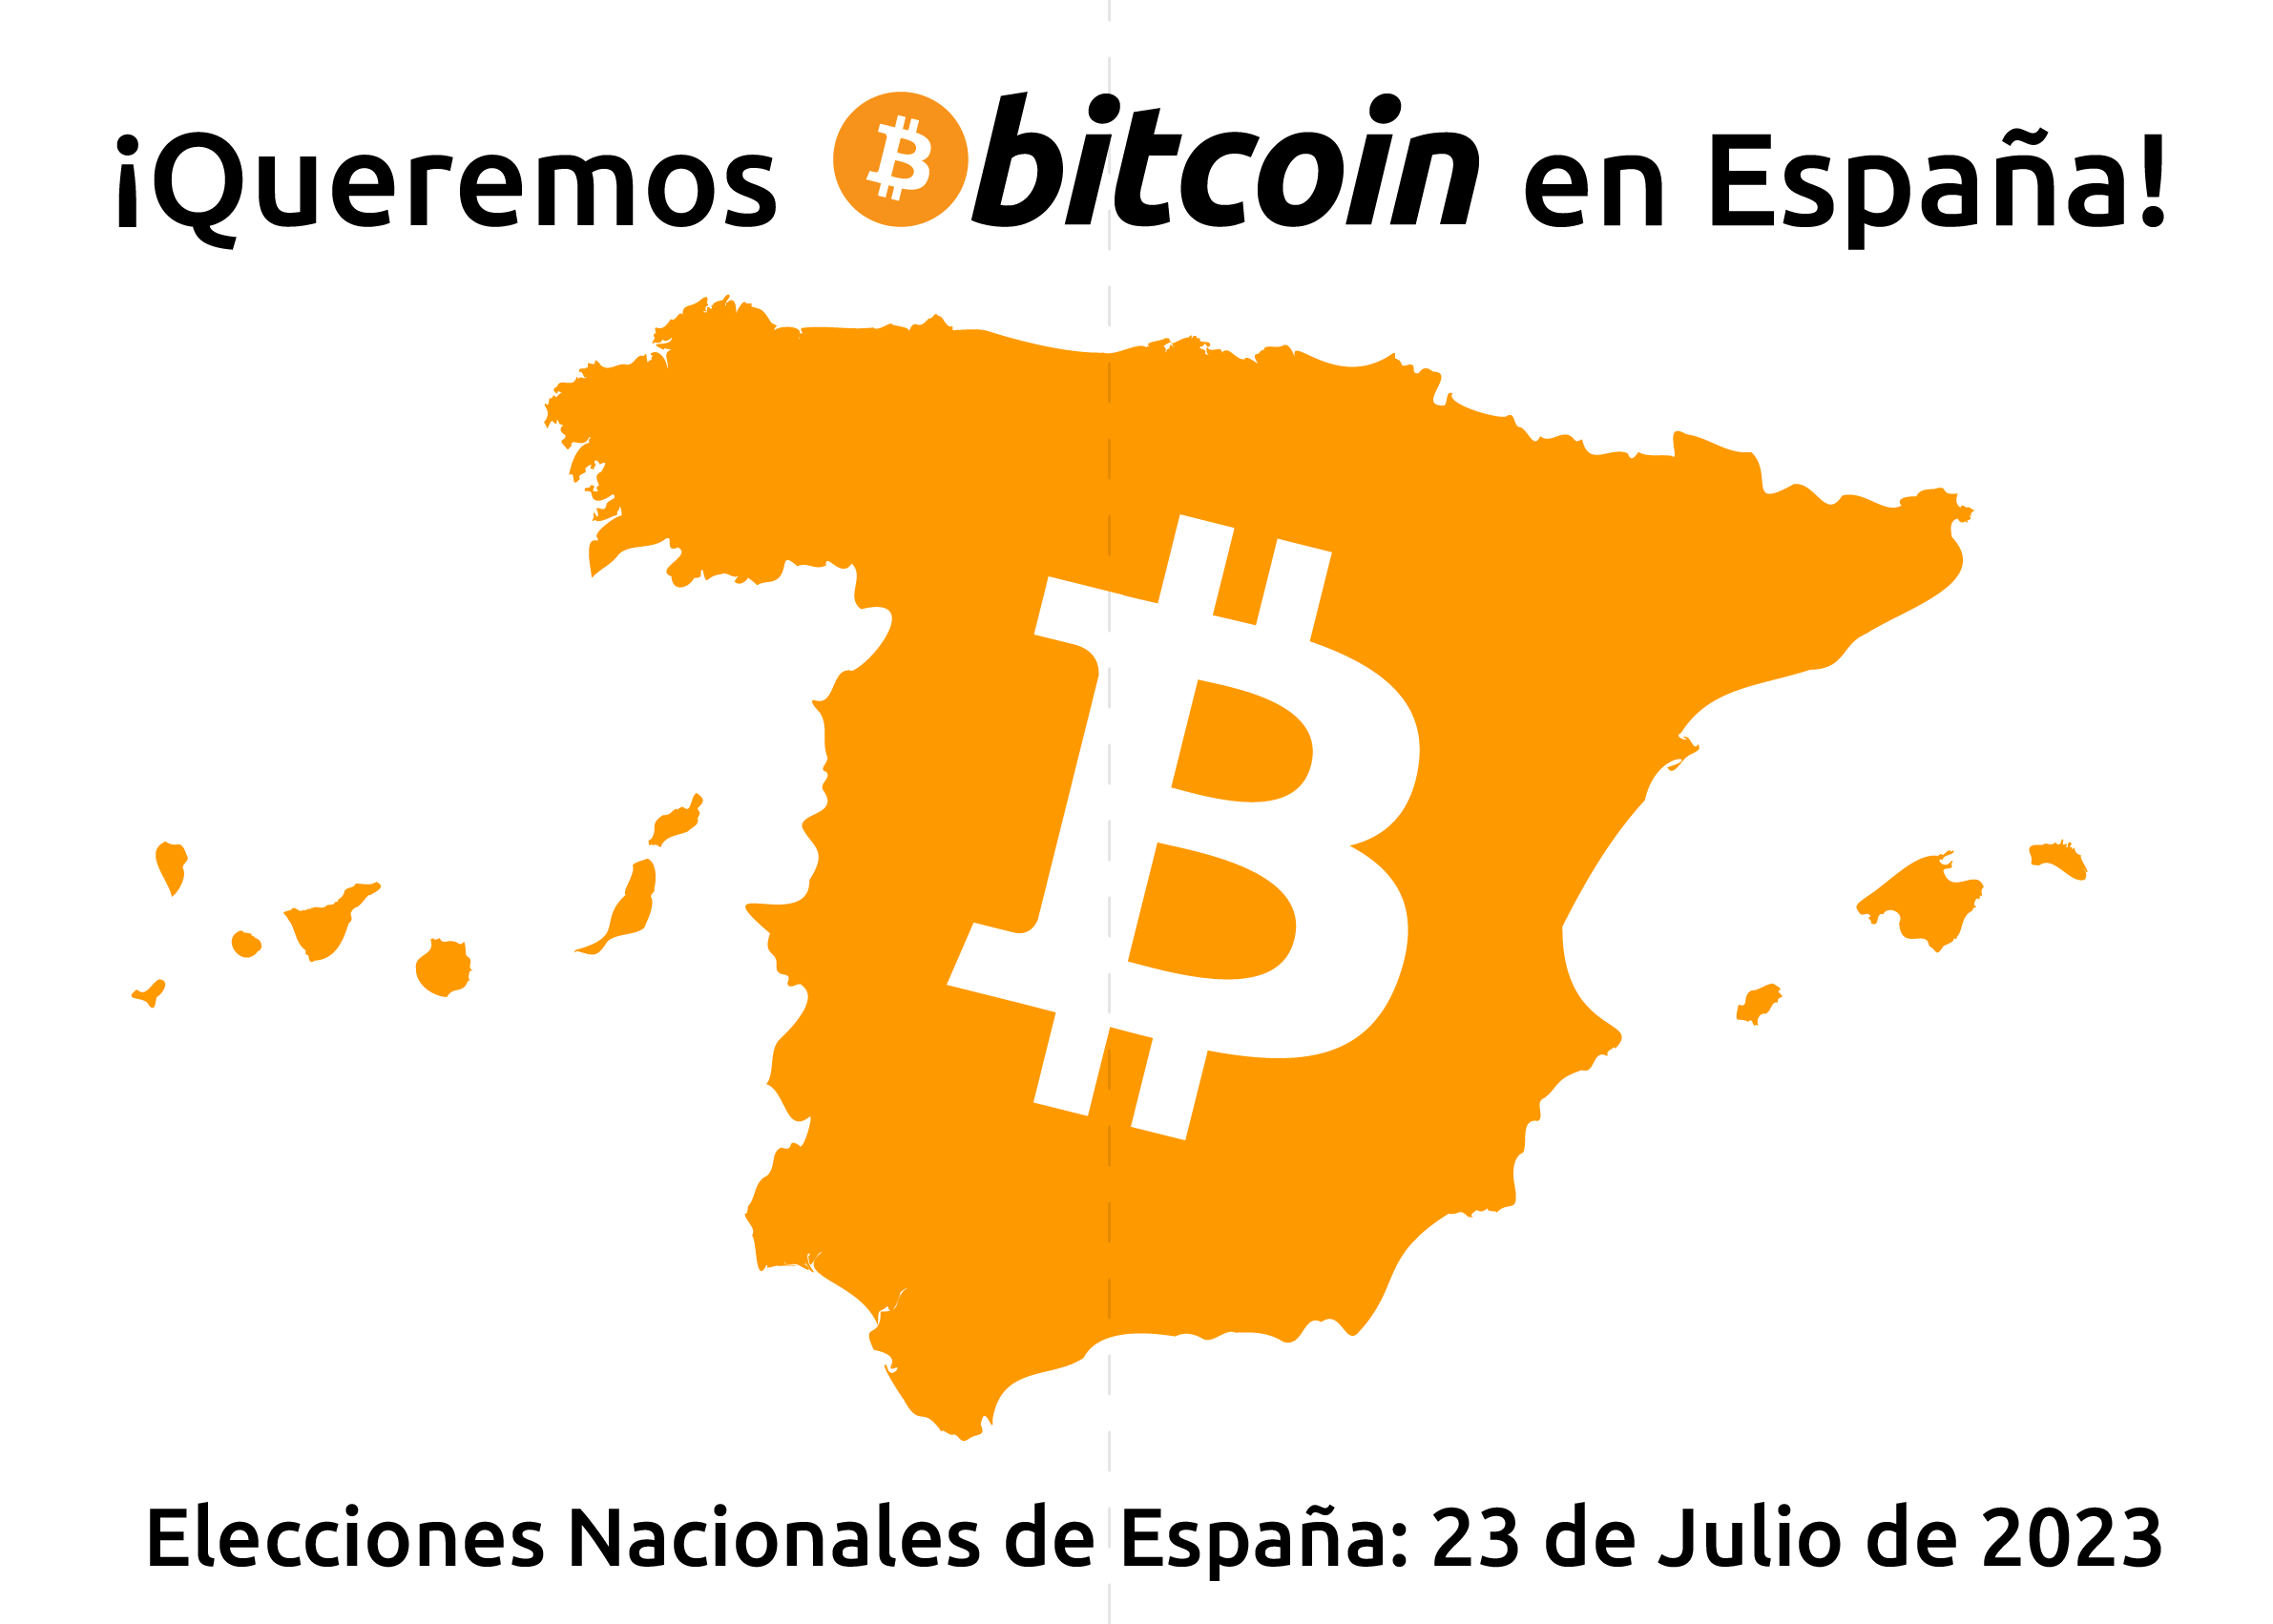 ¡Queremos bitcoin en España!
Elecciones Nacionales de España: 23 de Julio de 2023